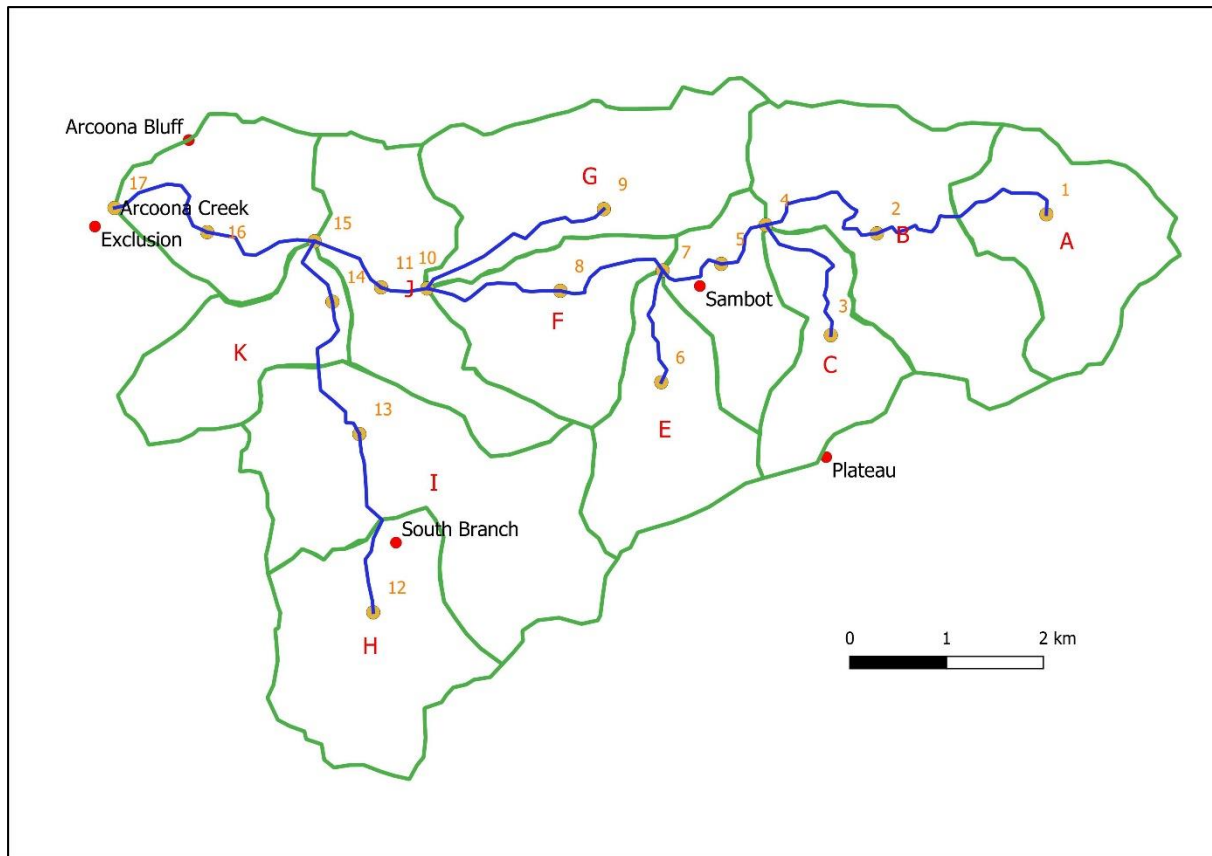 Arcoona Bluff
17
Arcoona Creek
Exclusion
16
15
14
11
10
J
G
9
8
F
7
5
Sambot
4
2
B
1
A
3
C
6
E
Plateau
K
13
I
South Branch
12
H
0 1 2 km